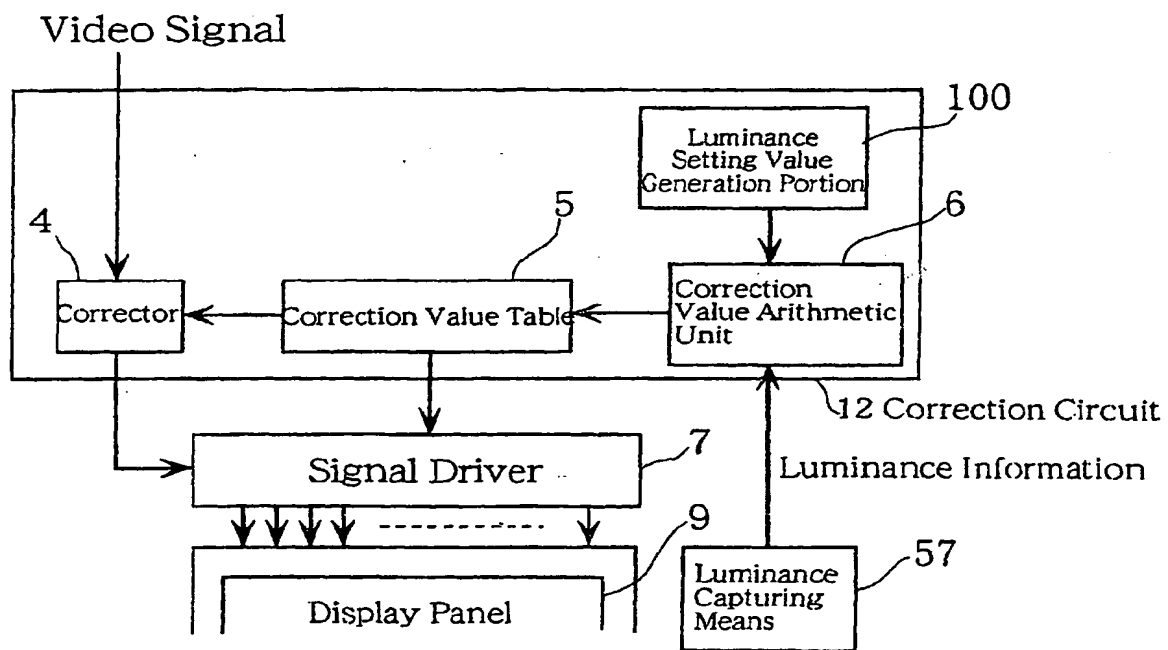 Video Signal
100
Luminance
Setting Value
Generation Portion
4
5
6
Corrector
Correction Value Table
Correction
Value Arithmetic
Unit
12 Correction Circuit
7
Signal Driver
Luminance Information
9
57
Display Panel
Luminance
Capturing
Means